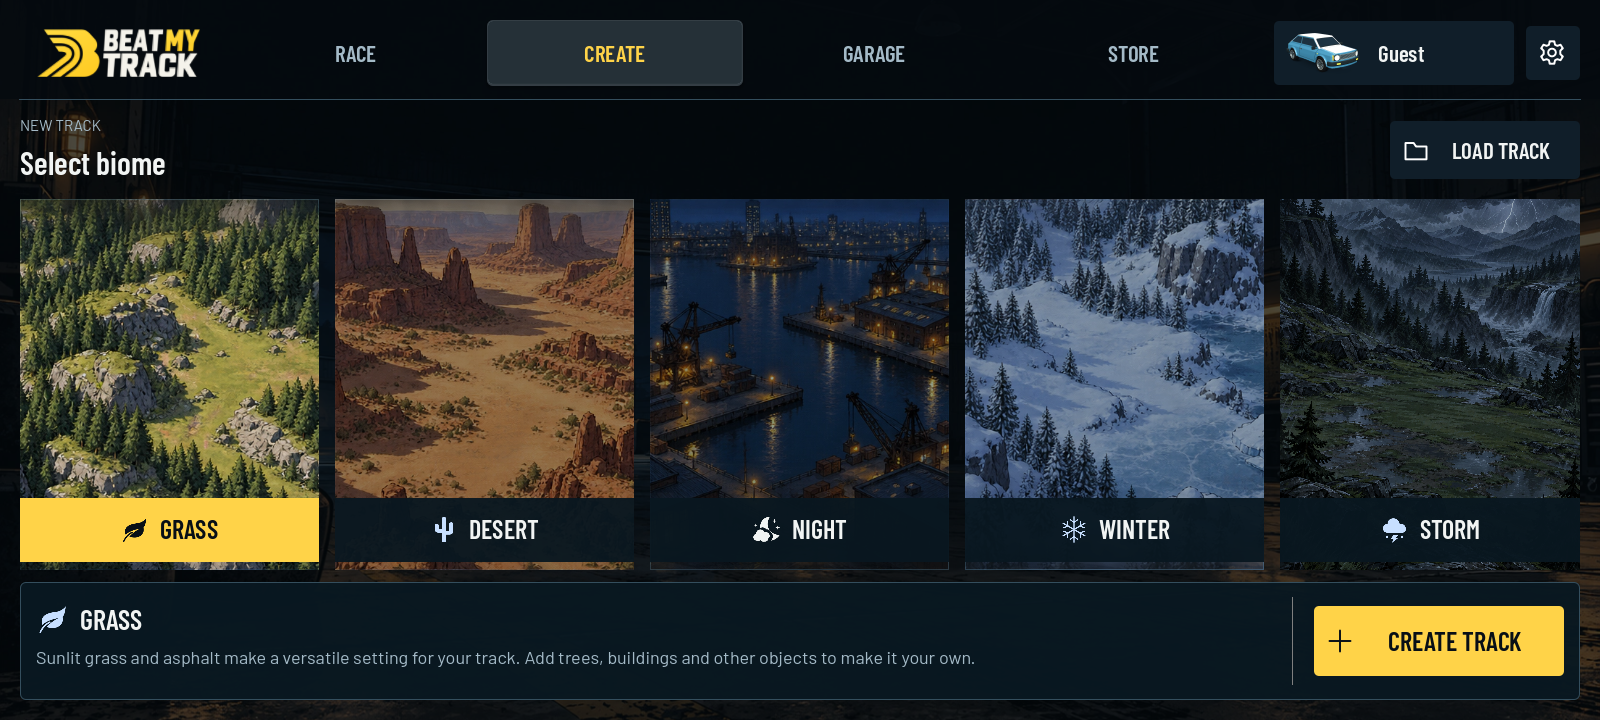 BEATMY
TRACK
RACE
CREATE
GARAGE
STORE
Guest
NEW TRACK
Select biome
LOAD TRACK
GRASS
DESERT
NIGHT
WINTER
STORM
GRASS
Sunlit grass and asphalt make a versatile setting for your track. Add trees, buildings and other objects to make it your own.
CREATE TRACK